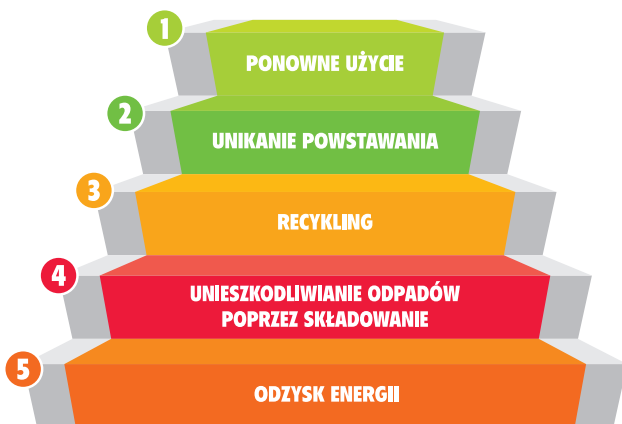 1
PONOWNE UŻYCIE
2
UNIKANIE POWSTAWANIA
3
RECYKLING
4
UNIESZKODLIWIANIE ODPADÓW
POPRZEZ SKŁADOWANIE
5
ODZYSK ENERGII